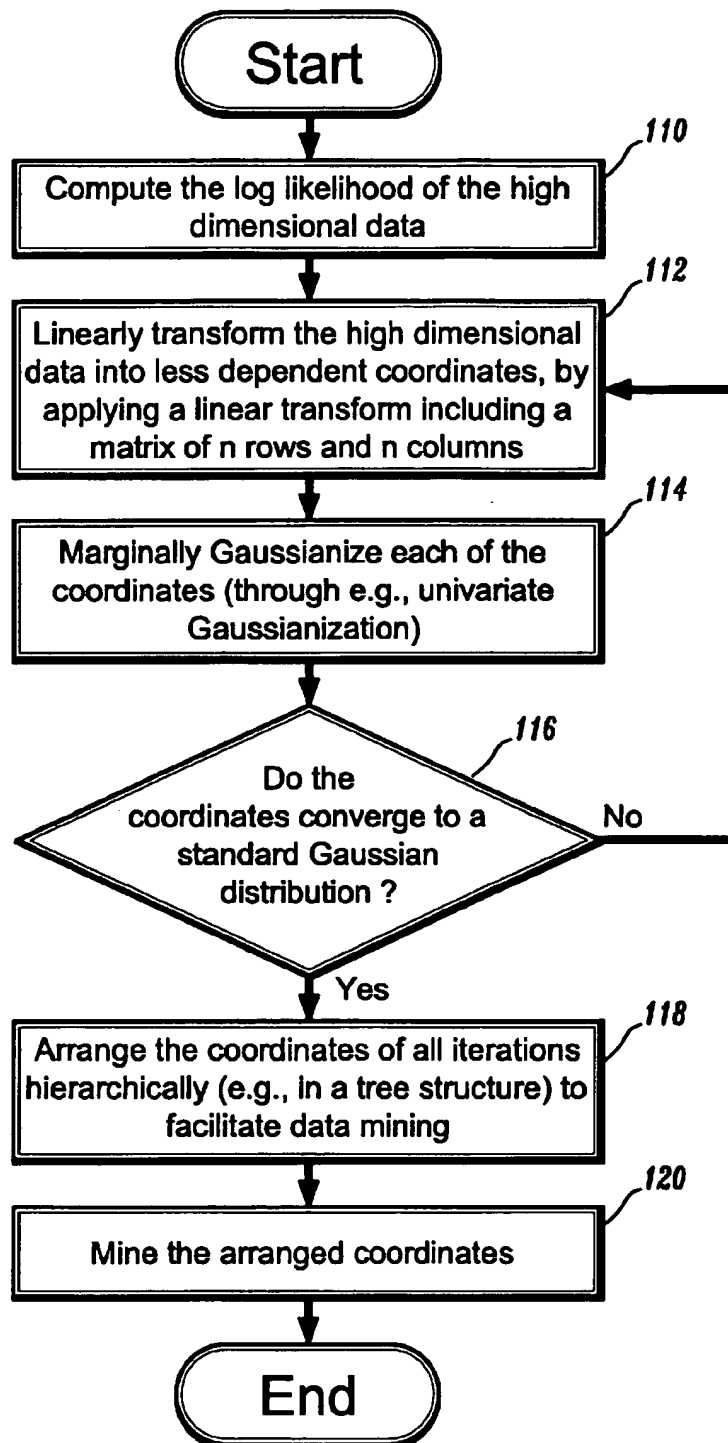 Start
110
Compute the log likelihood of the high
dimensional data
112
Linearly transform the high dimensional
data into less dependent coordinates, by
applying a linear transform including a
matrix of n rows and n columns
114
Marginally Gaussianize each of the
coordinates (through e.g., univariate
Gaussianization)
116
Do the
coordinates converge to a
standard Gaussian
distribution ?
No
Yes
118
Arrange the coordinates of all iterations
hierarchically (e.g., in a tree structure) to
facilitate data mining
120
Mine the arranged coordinates
End